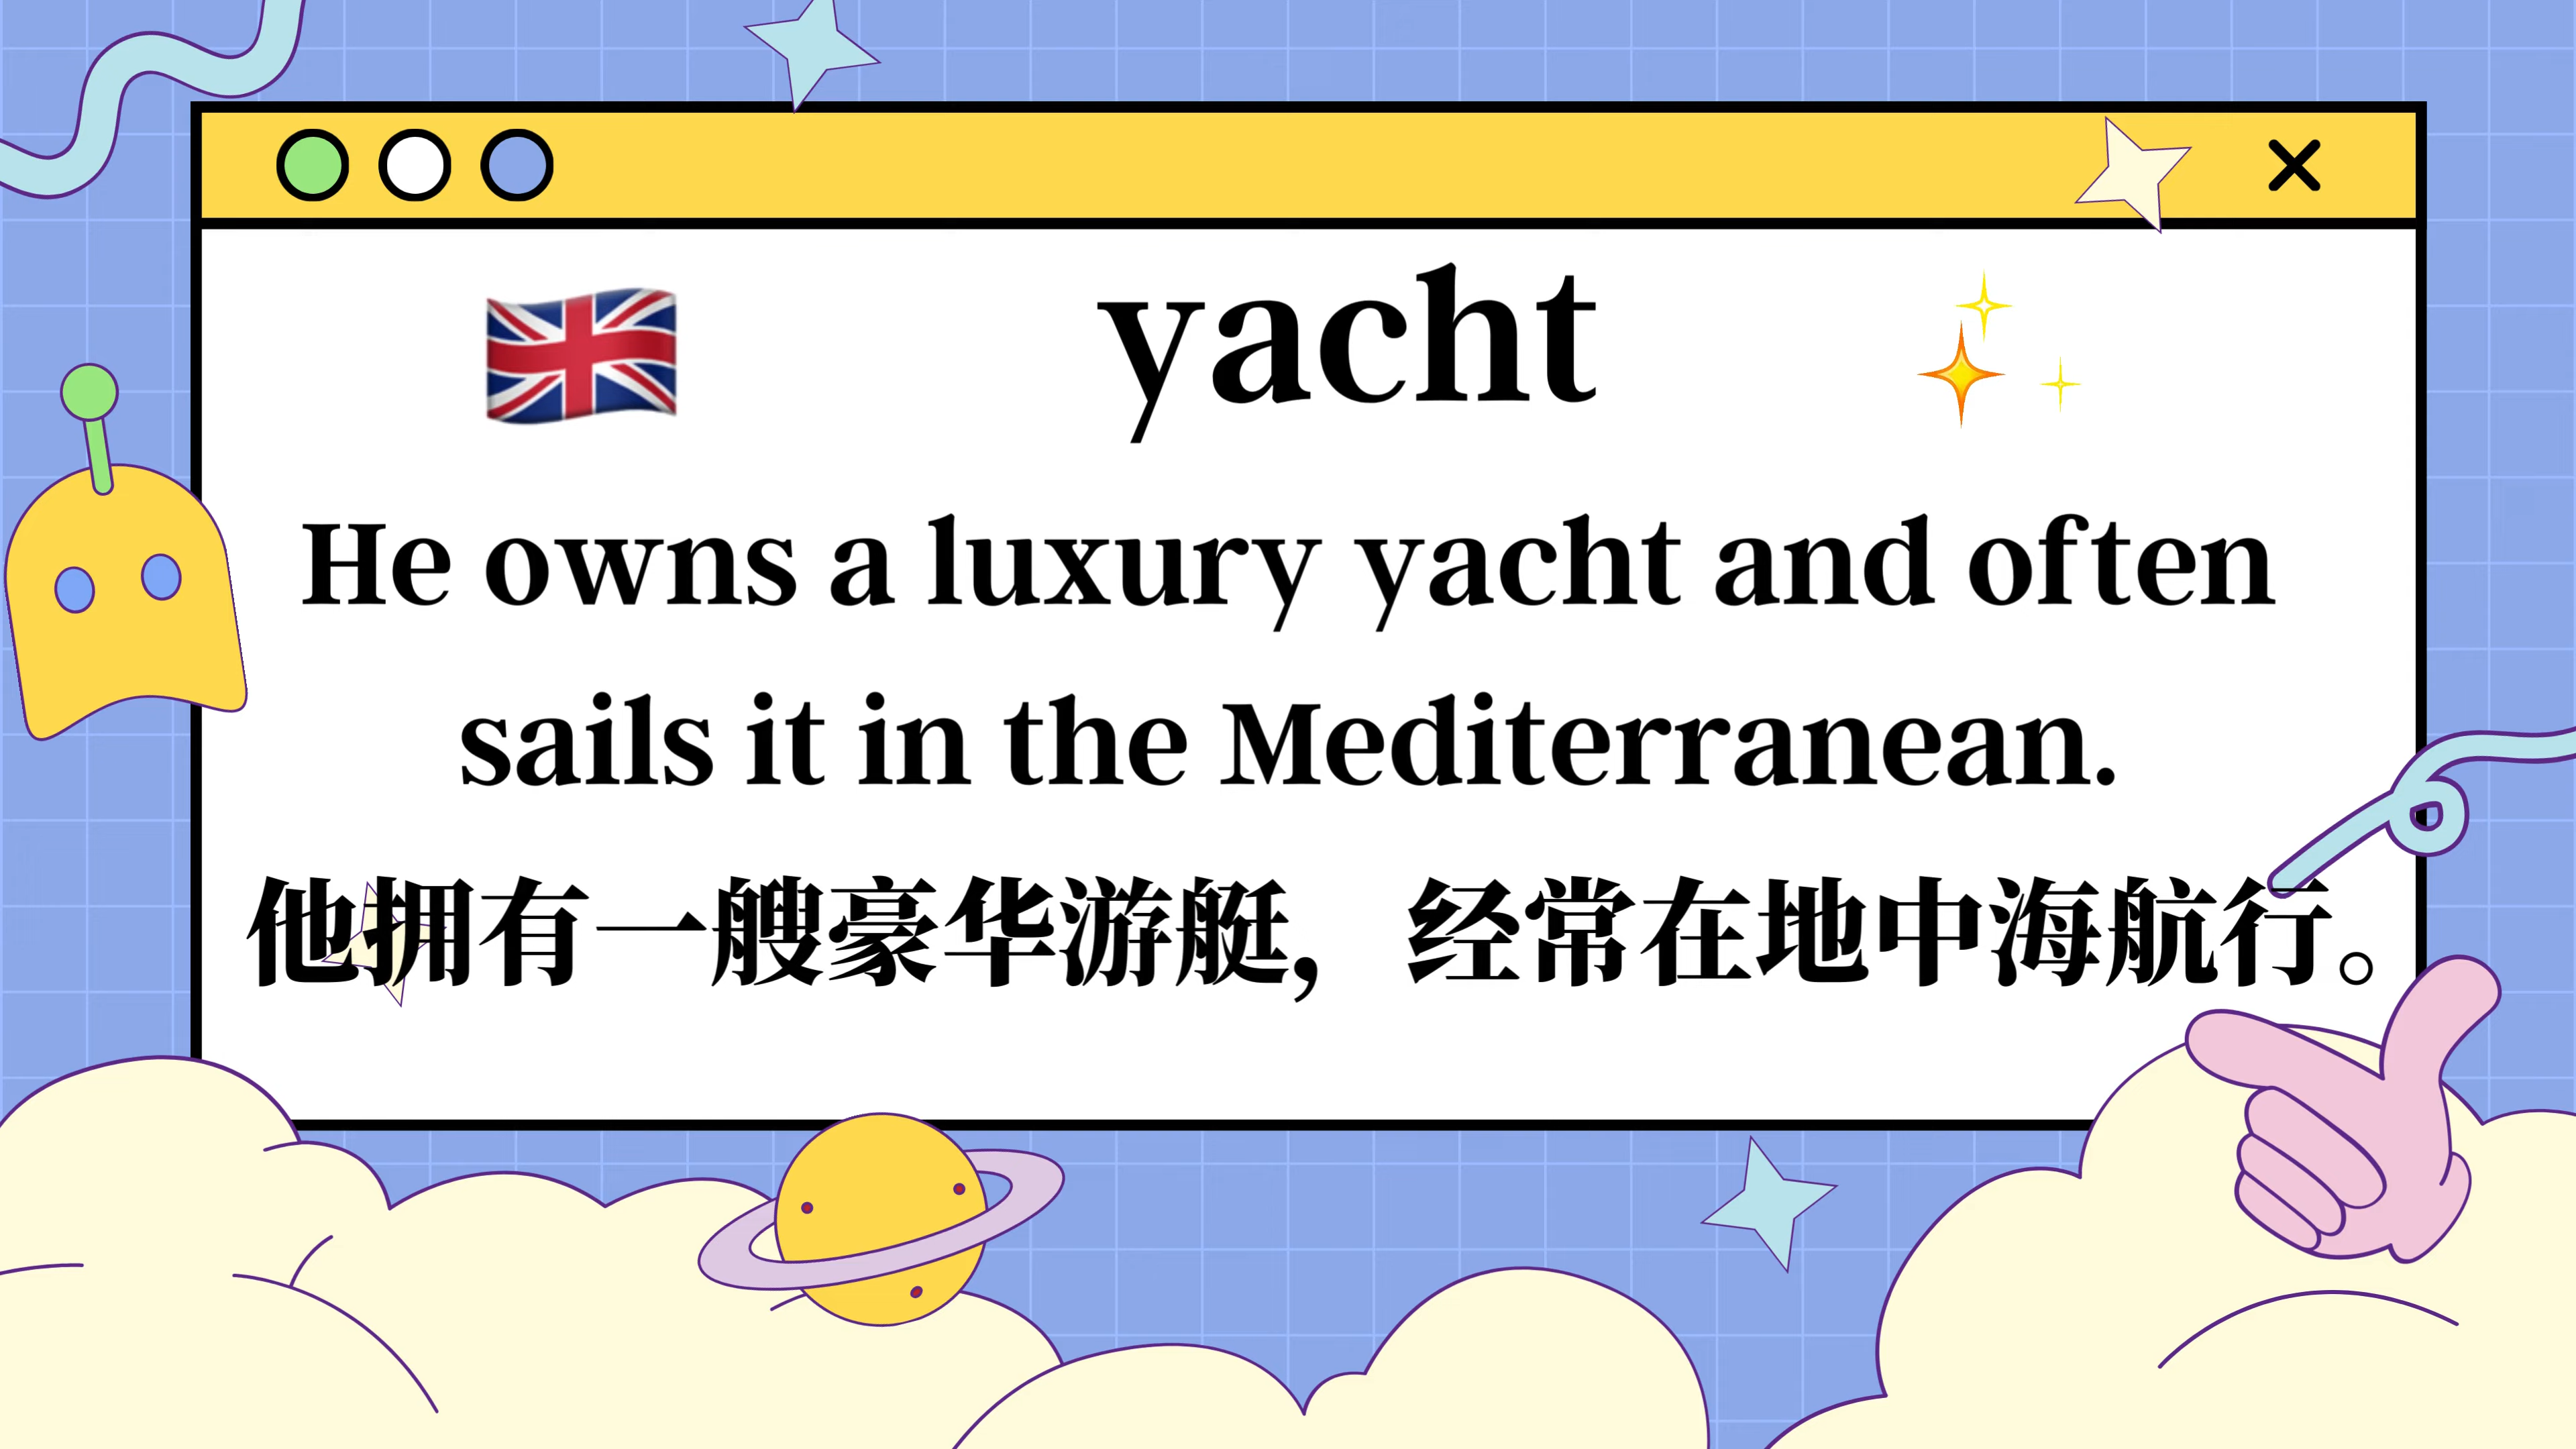 yacht
He owns a luxury yacht and often
sails it in the Mediterranean.
他拥有一艘豪华游艇，经常在地中海航行。